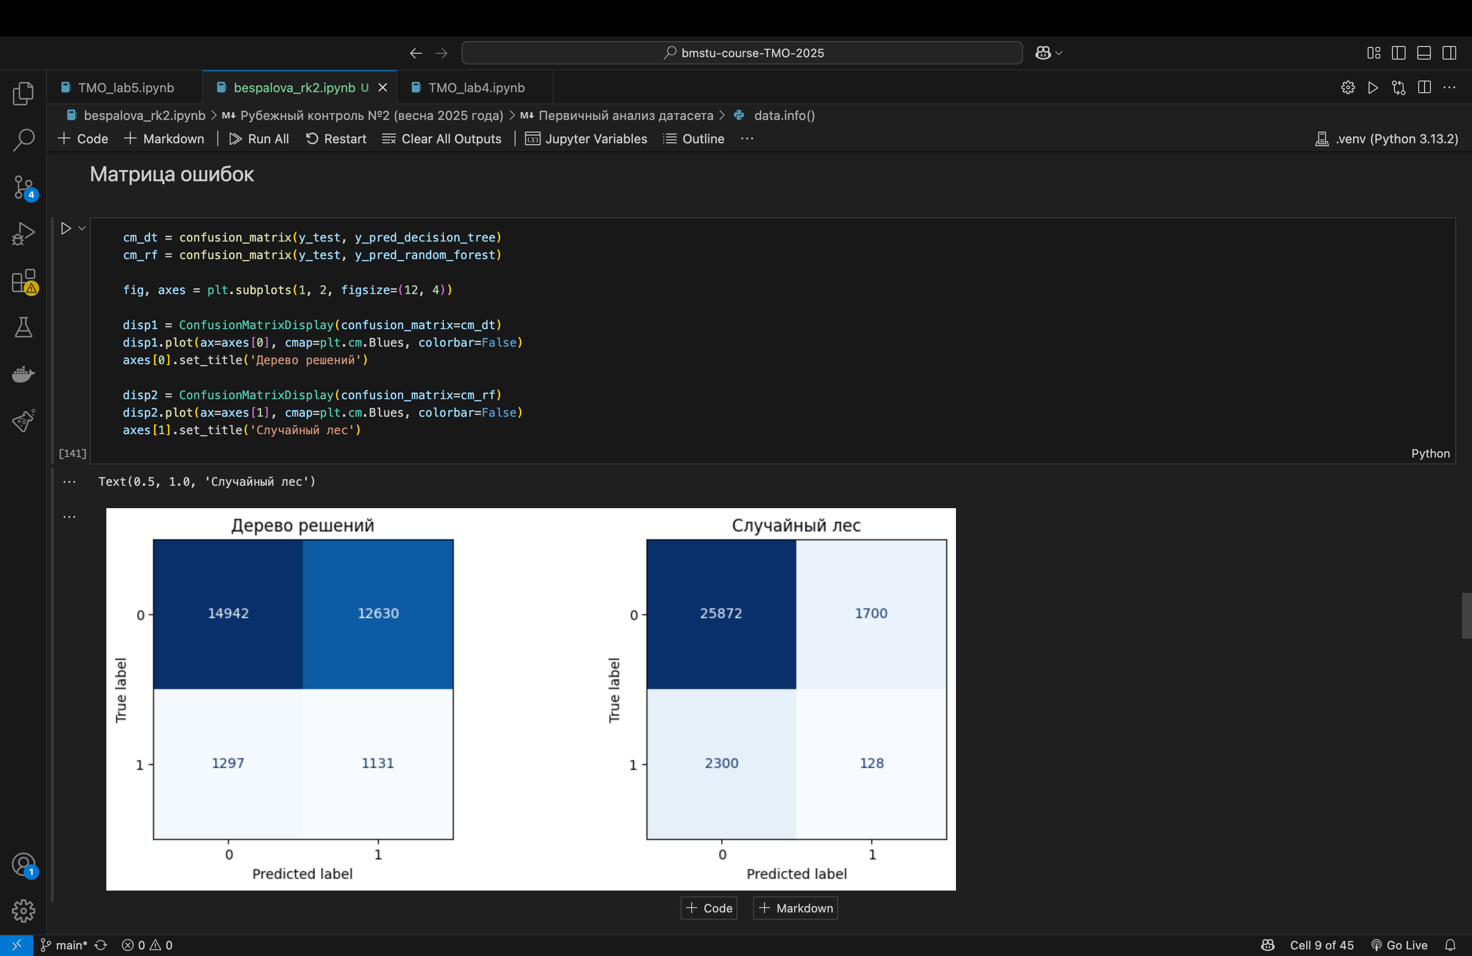 bmstu-course-TMO-2025
TMO_lab5.ipynb
bespalova_rk2.ipynb U
TMO_lab4.ipynb
bespalova_rk2.ipynb > M↓ Рубежный контроль №2 (весна 2025 года) > M↓ Первичный анализ датасета > data.info()
+ Code + Markdown | Run All Restart Clear All Outputs | Jupyter Variables Outline ...
.venv (Python 3.13.2)
4
Матрица ошибок
cm_dt = confusion_matrix(y_test, y_pred_decision_tree)
cm_rf = confusion_matrix(y_test, y_pred_random_forest)
fig, axes = plt.subplots(1, 2, figsize=(12, 4))
disp1 = ConfusionMatrixDisplay(confusion_matrix=cm_dt)
disp1.plot(ax=axes[0], cmap=plt.cm.Blues, colorbar=False)
axes[0].set_title('Дерево решений')
disp2 = ConfusionMatrixDisplay(confusion_matrix=cm_rf)
disp2.plot(ax=axes[1], cmap=plt.cm.Blues, colorbar=False)
axes[1].set_title('Случайный лес')
[141]
Python
Text(0.5, 1.0, 'Случайный лес')
Дерево решений
14942 12630
1297 1131
0
1
True label
0 1
Predicted label
Случайный лес
25872 1700
2300 128
0
1
True label
0 1
Predicted label
+ Code + Markdown
1
main* 0 0
Cell 9 of 45 Go Live